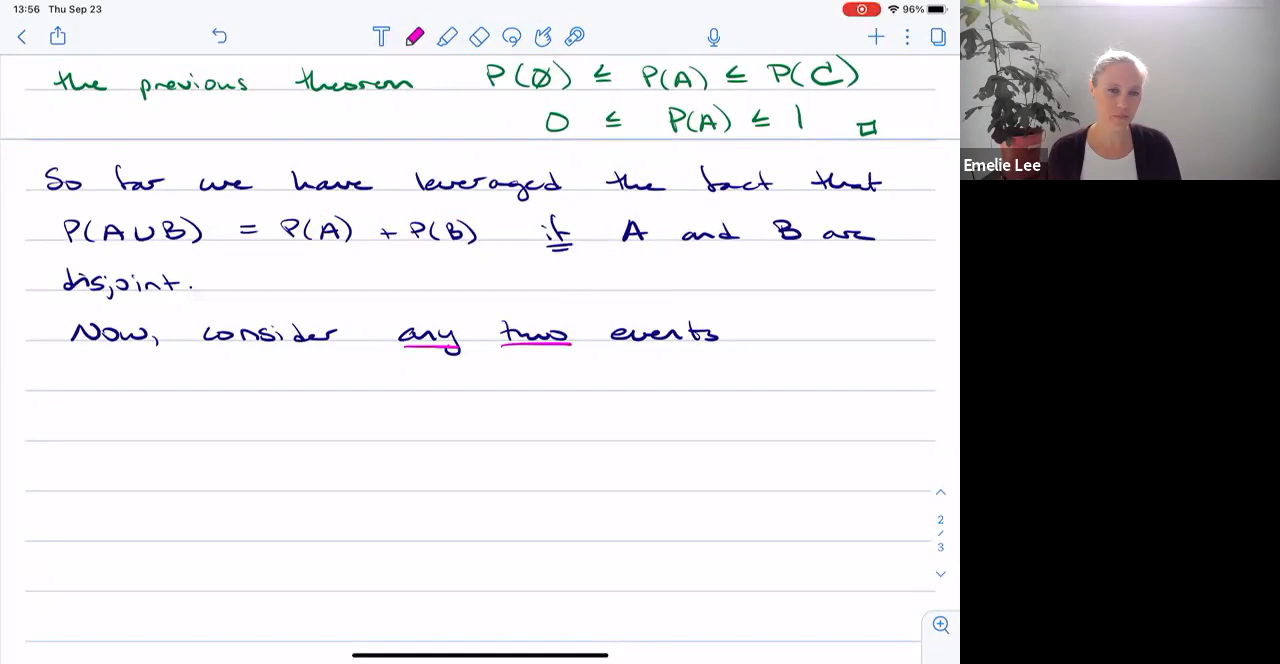 13:56 Thu Sep 23
96%
the previous theorem P(∅) ≤ P(A) ≤ P(C)
0 ≤ P(A) ≤ 1 □
So far we have leveraged the fact that
P(A∪B) = P(A) + P(B) if A and B are
disjoint.
Now, consider any two events
2
/
3
Emelie Lee